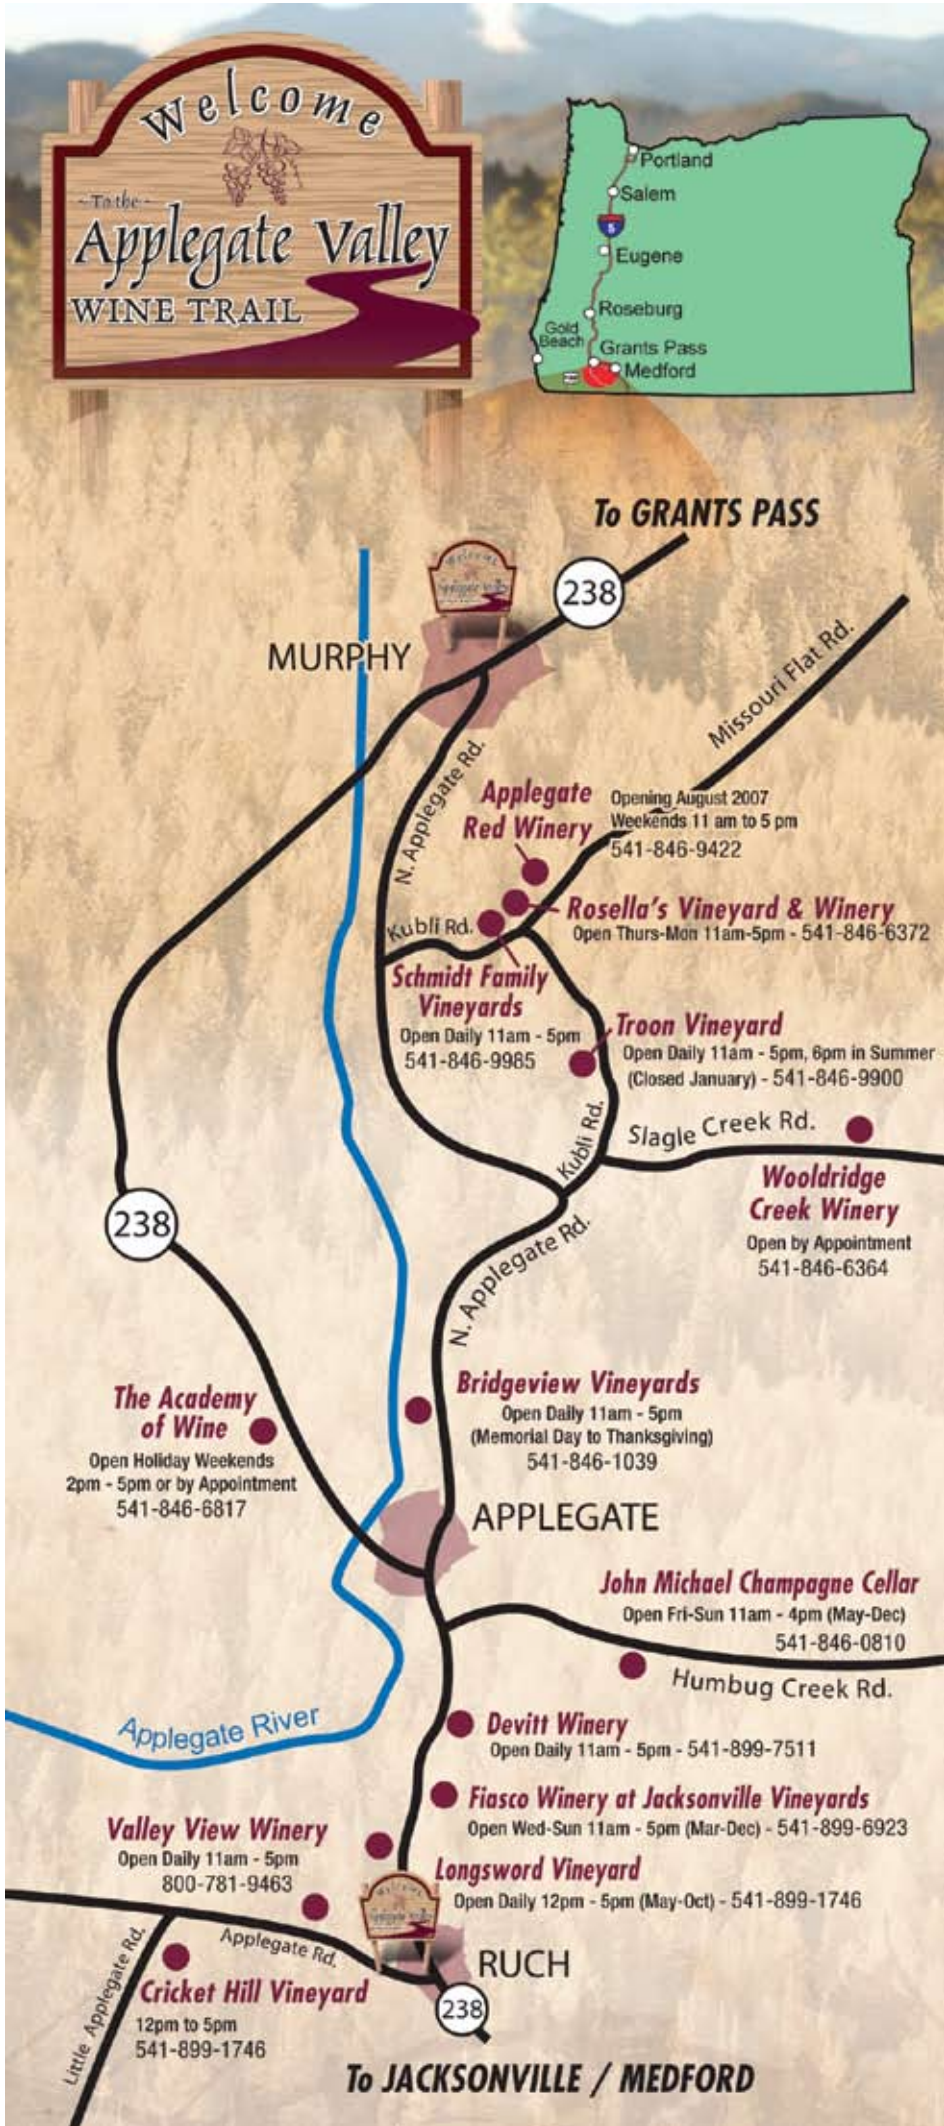 Welcome
~ To the ~
Applegate Valley
WINE TRAIL
Portland
Salem
5
Eugene
Roseburg
Gold
Beach
Grants Pass
Medford
To GRANTS PASS
238
Welcome
Applegate Valley
MURPHY
Missouri Flat Rd.
N. Applegate Rd.
Applegate
Red Winery
Opening August 2007
Weekends 11 am to 5 pm
541-846-9422
Rosella's Vineyard & Winery
Open Thurs-Mon 11am-5pm - 541-846-6372
Kubli Rd.
Schmidt Family
Vineyards
Open Daily 11am - 5pm
541-846-9985
Troon Vineyard
Open Daily 11am - 5pm, 6pm in Summer
(Closed January) - 541-846-9900
Kubli Rd.
Slagle Creek Rd.
Wooldridge
Creek Winery
Open by Appointment
541-846-6364
238
N. Applegate Rd.
The Academy
of Wine
Open Holiday Weekends
2pm - 5pm or by Appointment
541-846-6817
Bridgeview Vineyards
Open Daily 11am - 5pm
(Memorial Day to Thanksgiving)
541-846-1039
APPLEGATE
John Michael Champagne Cellar
Open Fri-Sun 11am - 4pm (May-Dec)
541-846-0810
Humbug Creek Rd.
Applegate River
Devitt Winery
Open Daily 11am - 5pm - 541-899-7511
Fiasco Winery at Jacksonville Vineyards
Open Wed-Sun 11am - 5pm (Mar-Dec) - 541-899-6923
Valley View Winery
Open Daily 11am - 5pm
800-781-9463
Longsword Vineyard
Open Daily 12pm - 5pm (May-Oct) - 541-899-1746
Welcome
Applegate Valley
Applegate Rd.
Little Applegate Rd.
RUCH
Cricket Hill Vineyard
12pm to 5pm
541-899-1746
238
To JACKSONVILLE / MEDFORD